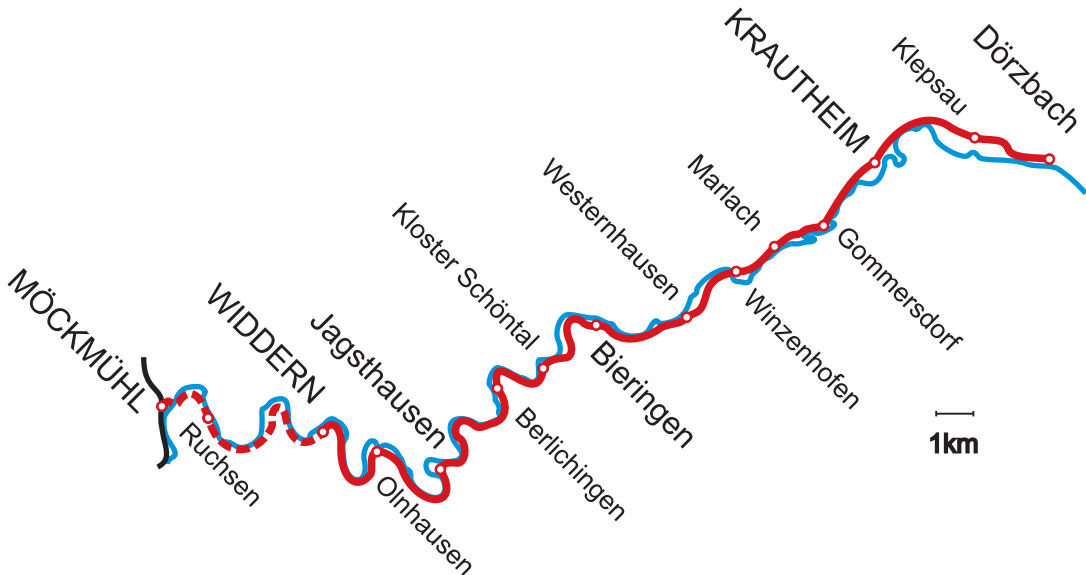 MÖCKMÜHL
Ruchsen
WIDDERN
Olnhausen
Jagsthausen
Berlichingen
Kloster Schöntal
Bieringen
Westernhausen
Winzenhofen
Marlach
Gommersdorf
KRAUTHEIM
Klepsau
Dörzbach
1km